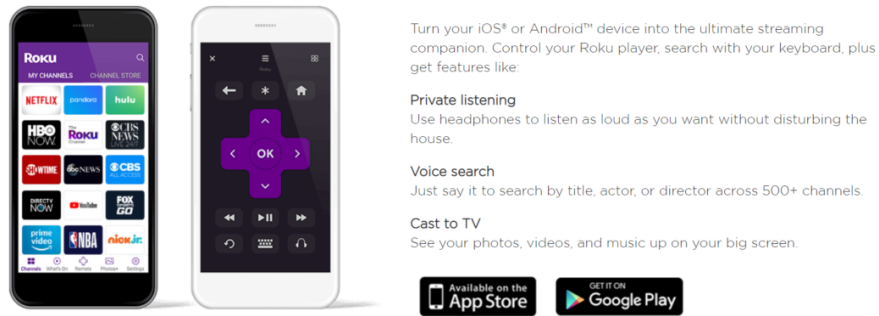 Roku
MY CHANNELS
CHANNEL STORE
NETFLIX
pandora
hulu
HBO
NOW
The
Roku
Channel
CBS
NEWS
LIVE 24/7
SHOWTIME
abc NEWS
CBS
ALL ACCESS
DIRECTV
NOW
YouTube
FOX
SPORTS
GO
prime
video
NBA
nick jr.
Channels
What's On
Remote
Photos+
Settings
Roku
OK
Turn your iOS® or Android™ device into the ultimate streaming
companion. Control your Roku player, search with your keyboard, plus
get features like:
Private listening
Use headphones to listen as loud as you want without disturbing the
house.
Voice search
Just say it to search by title, actor, or director across 500+ channels.
Cast to TV
See your photos, videos, and music up on your big screen.
Available on the
App Store
GET IT ON
Google Play